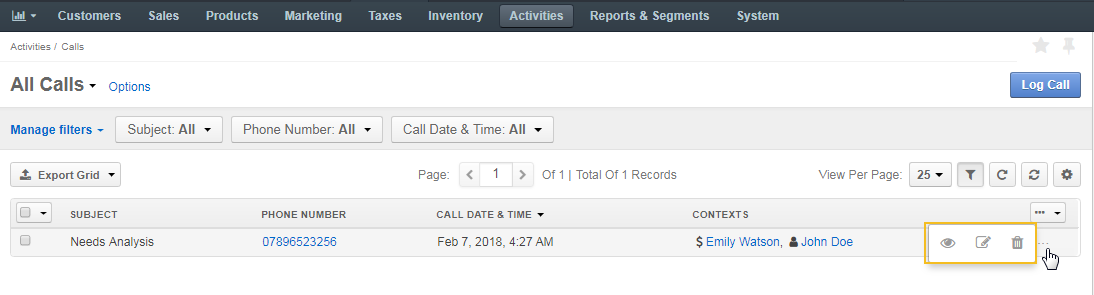 Customers Sales Products Marketing Taxes Inventory Activities Reports & Segments System
Activities / Calls
All Calls Options Log Call
Manage filters Subject: All Phone Number: All Call Date & Time: All
Export Grid Page: 1 Of 1 | Total Of 1 Records View Per Page: 25
SUBJECT PHONE NUMBER CALL DATE & TIME CONTEXTS ...
Needs Analysis 07896523256 Feb 7, 2018, 4:27 AM $ Emily Watson, John Doe ...